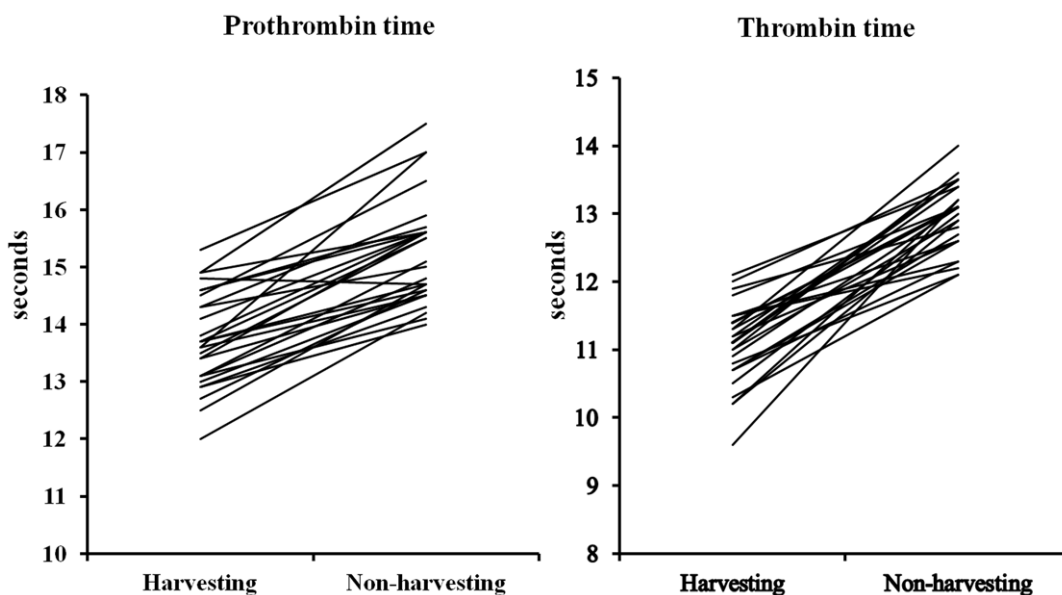 Prothrombin time
18
17
16
15
14
13
12
11
10
seconds
Harvesting
Non-harvesting
Thrombin time
15
14
13
12
11
10
9
8
seconds
Harvesting
Non-harvesting